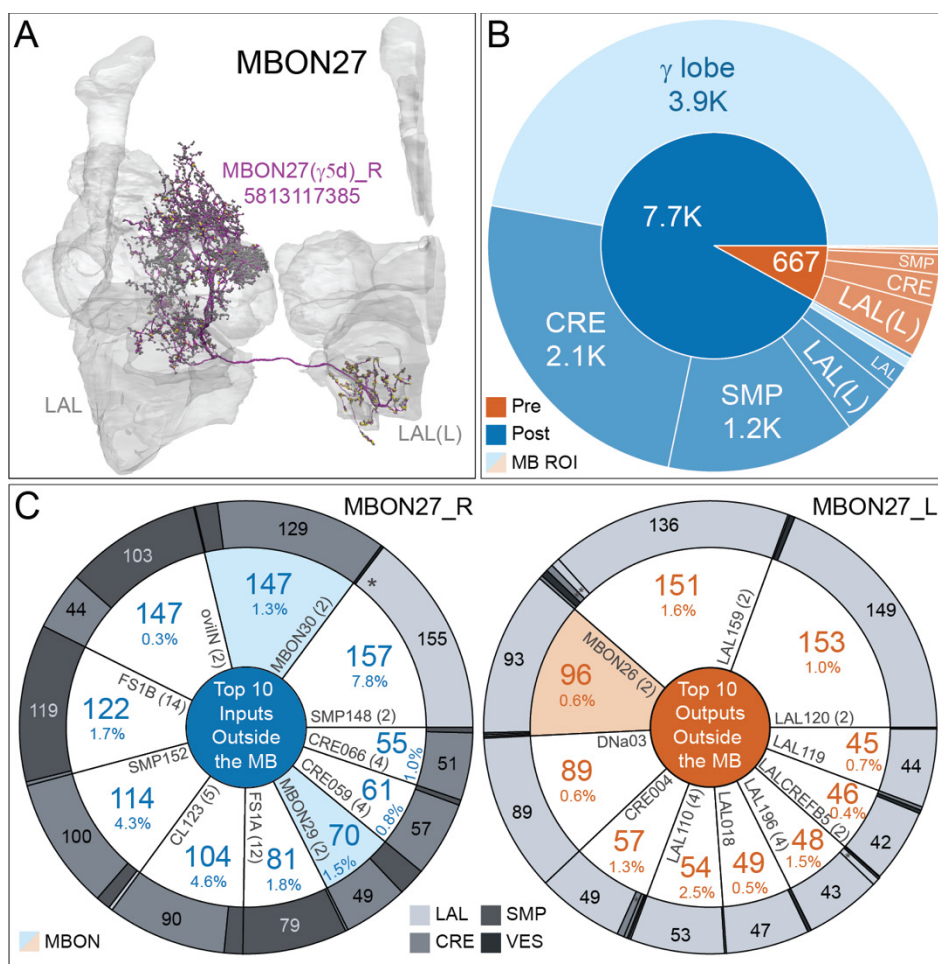 A
MBON27
MBON27(γ5d)_R
5813117385
LAL
LAL(L)
B
γ lobe
3.9K
7.7K
667
SMP
CRE
LAL(L)
LAL
LAL(L)
SMP
1.2K
CRE
2.1K
Pre
Post
MB ROI
C
MBON27_R
Top 10
Inputs
Outside
the MB
129
147
1.3%
MBON30 (2)
*
155
157
7.8%
SMP148 (2)
55
1.0%
CRE066 (4)
51
61
0.8%
CRE059 (4)
57
70
1.5%
MBON29 (2)
49
81
1.8%
FS1A (12)
79
104
4.6%
CL123 (5)
90
114
4.3%
SMP152
100
122
1.7%
FS1B (14)
119
44
147
0.3%
oviIN (2)
103
MBON
MBON27_L
Top 10
Outputs
Outside
the MB
136
151
1.6%
LAL159 (2)
149
153
1.0%
LAL120 (2)
45
0.7%
LAL119
44
46
0.4%
LALCREFB5 (2)
42
48
1.5%
LAL196 (4)
43
49
0.5%
LAL018
47
54
2.5%
LAL110 (4)
53
57
1.3%
CRE004
49
89
0.6%
DNa03
89
96
0.6%
MBON26 (2)
93
LAL
SMP
CRE
VES